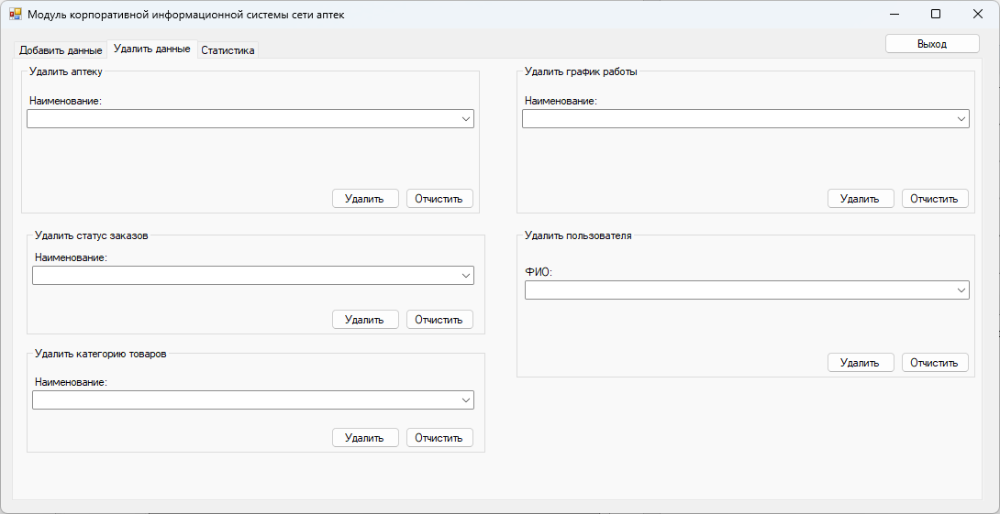 Модуль корпоративной информационной системы сети аптек
Выход
Добавить данные Удалить данные Статистика
Удалить аптеку
Наименование:
Удалить Отчистить
Удалить график работы
Наименование:
Удалить Отчистить
Удалить статус заказов
Наименование:
Удалить Отчистить
Удалить пользователя
ФИО:
Удалить Отчистить
Удалить категорию товаров
Наименование:
Удалить Отчистить